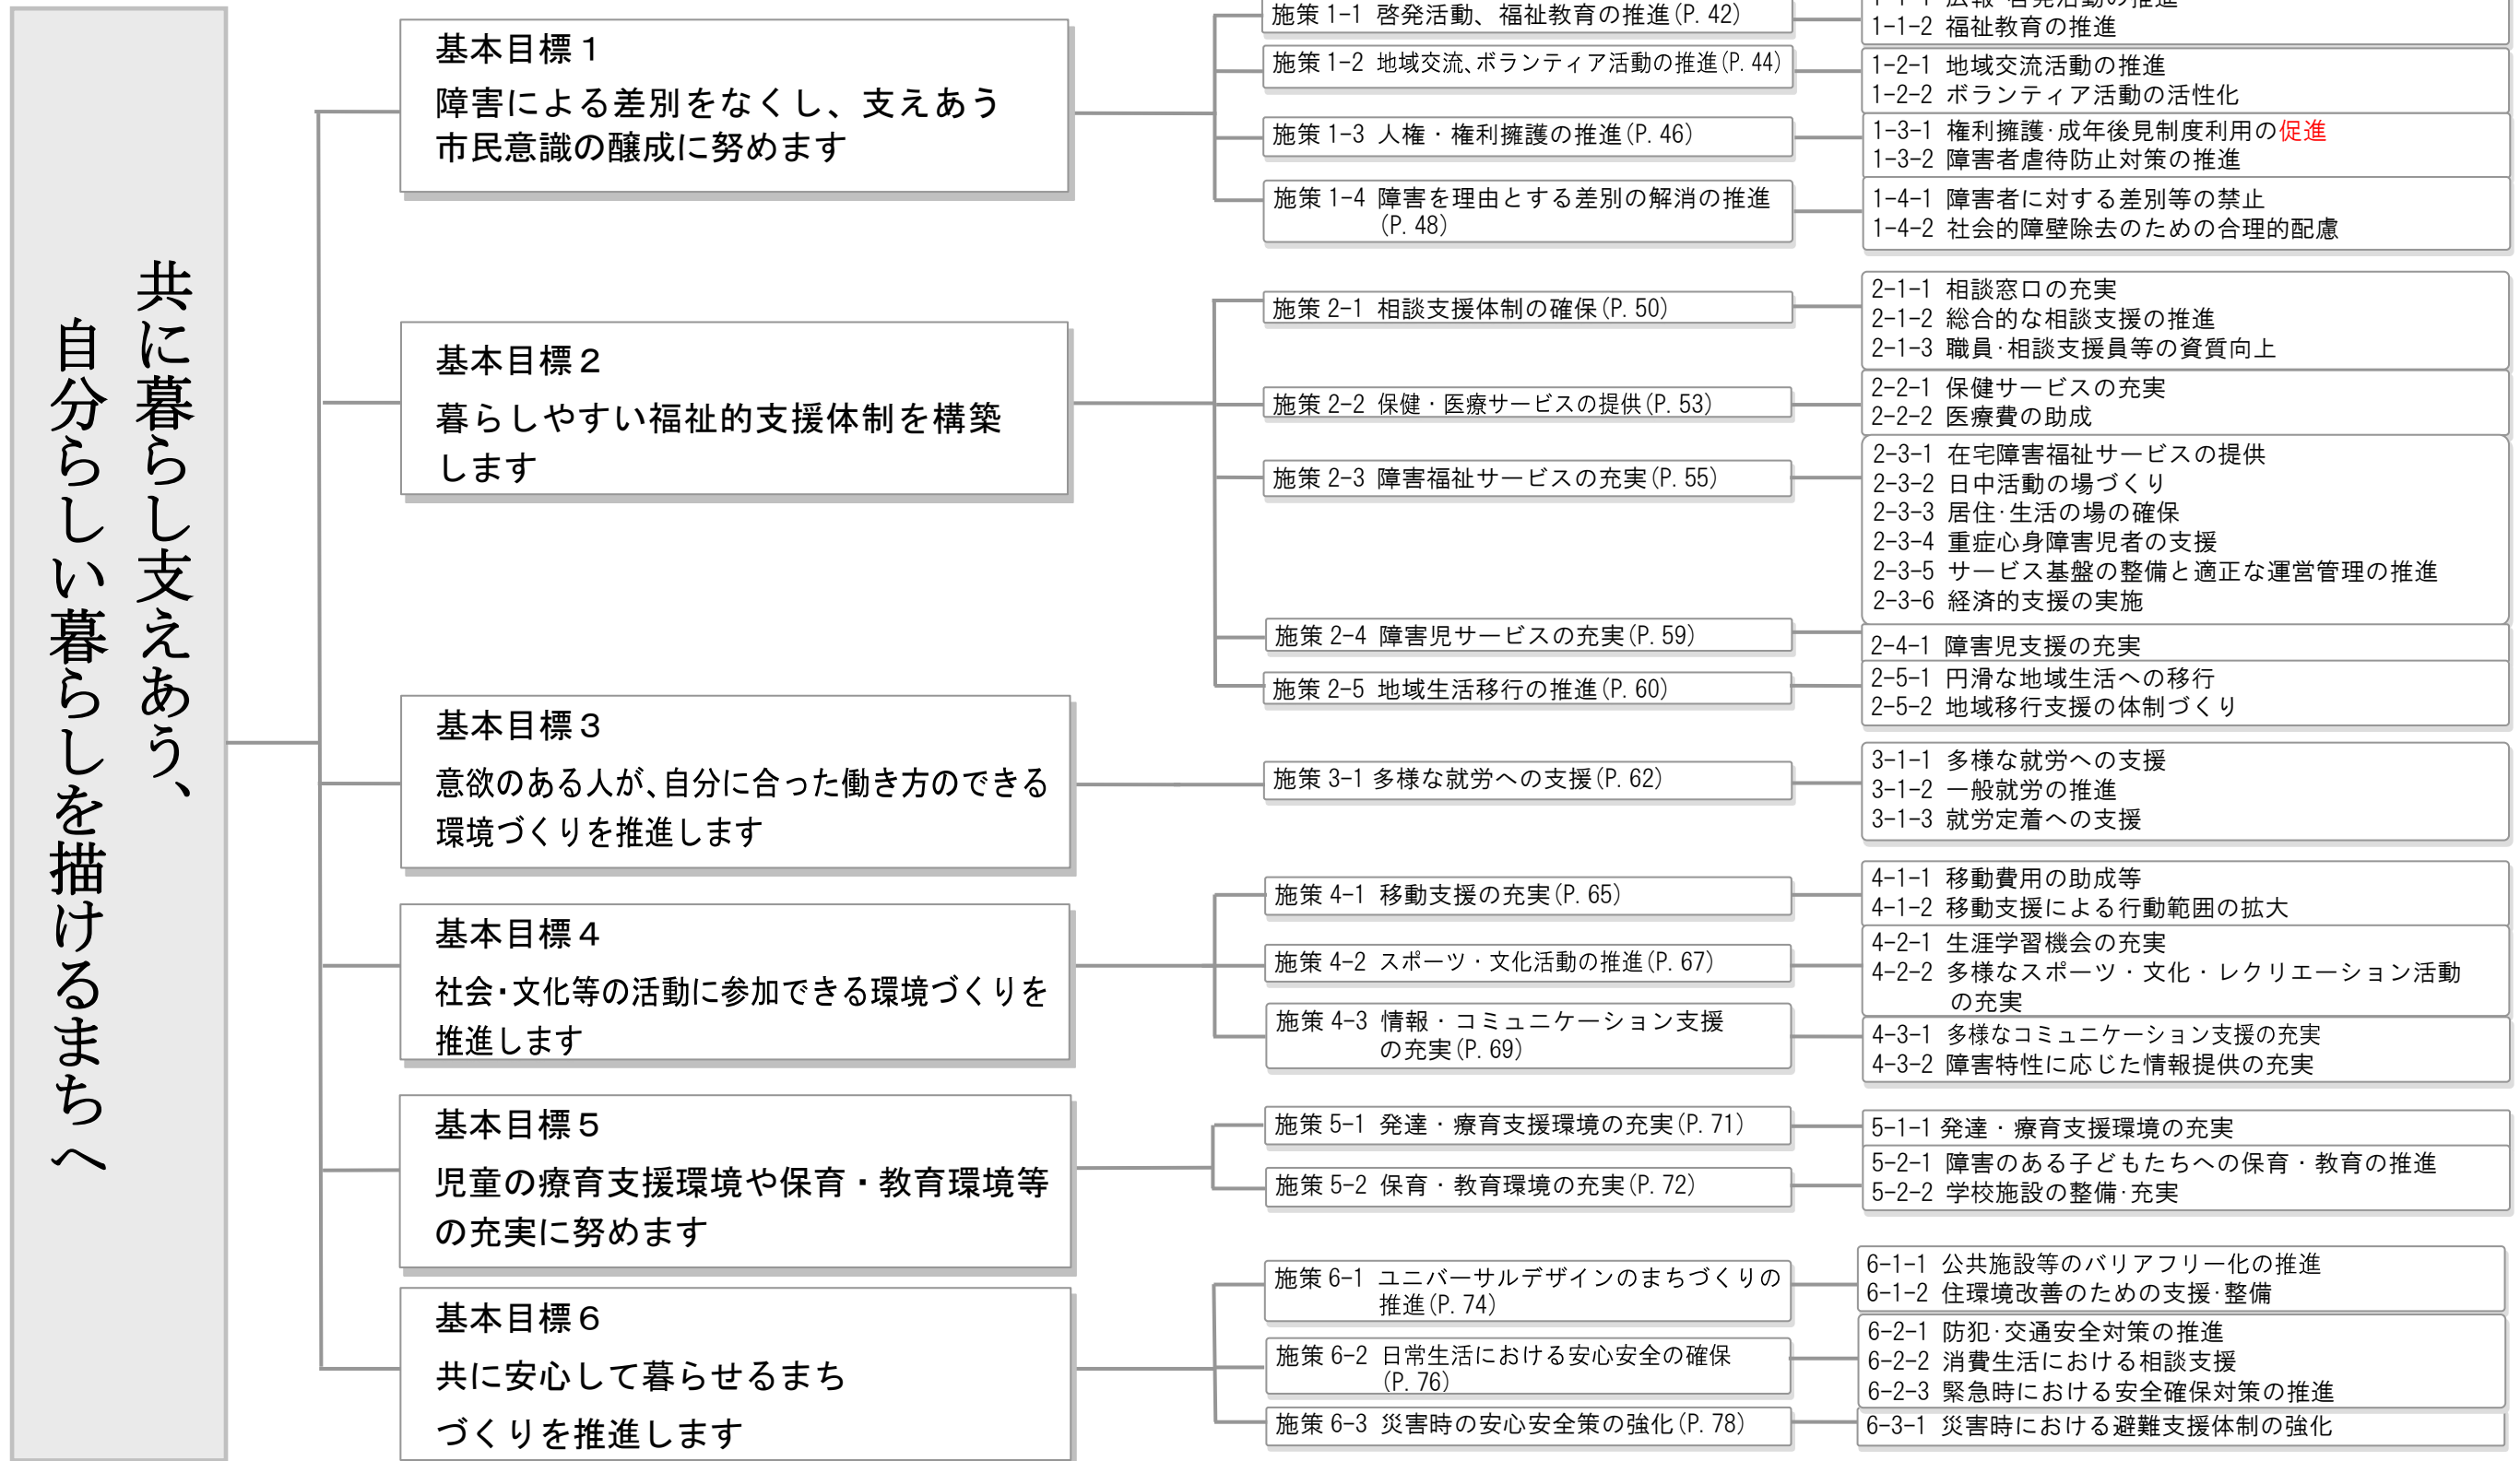 共に暮らし支えあう、
自分らしい暮らしを描けるまちへ
基本目標１
障害による差別をなくし、支えあう
市民意識の醸成に努めます
施策 1-1 啓発活動、福祉教育の推進(P. 42)
1-1-1 広報･啓発活動の推進
1-1-2 福祉教育の推進
施策 1-2 地域交流､ボランティア活動の推進(P. 44)
1-2-1 地域交流活動の推進
1-2-2 ボランティア活動の活性化
施策 1-3 人権・権利擁護の推進(P. 46)
1-3-1 権利擁護･成年後見制度利用の促進
1-3-2 障害者虐待防止対策の推進
施策 1-4 障害を理由とする差別の解消の推進
(P. 48)
1-4-1 障害者に対する差別等の禁止
1-4-2 社会的障壁除去のための合理的配慮
基本目標２
暮らしやすい福祉的支援体制を構築
します
施策 2-1 相談支援体制の確保(P. 50)
2-1-1 相談窓口の充実
2-1-2 総合的な相談支援の推進
2-1-3 職員･相談支援員等の資質向上
施策 2-2 保健・医療サービスの提供(P. 53)
2-2-1 保健サービスの充実
2-2-2 医療費の助成
施策 2-3 障害福祉サービスの充実(P. 55)
2-3-1 在宅障害福祉サービスの提供
2-3-2 日中活動の場づくり
2-3-3 居住･生活の場の確保
2-3-4 重症心身障害児者の支援
2-3-5 サービス基盤の整備と適正な運営管理の推進
2-3-6 経済的支援の実施
施策 2-4 障害児サービスの充実(P. 59)
2-4-1 障害児支援の充実
施策 2-5 地域生活移行の推進(P. 60)
2-5-1 円滑な地域生活への移行
2-5-2 地域移行支援の体制づくり
基本目標３
意欲のある人が､自分に合った働き方のできる
環境づくりを推進します
施策 3-1 多様な就労への支援(P. 62)
3-1-1 多様な就労への支援
3-1-2 一般就労の推進
3-1-3 就労定着への支援
基本目標４
社会･文化等の活動に参加できる環境づくりを
推進します
施策 4-1 移動支援の充実(P. 65)
4-1-1 移動費用の助成等
4-1-2 移動支援による行動範囲の拡大
施策 4-2 スポーツ・文化活動の推進(P. 67)
4-2-1 生涯学習機会の充実
4-2-2 多様なスポーツ・文化・レクリエーション活動
の充実
施策 4-3 情報・コミュニケーション支援
の充実(P. 69)
4-3-1 多様なコミュニケーション支援の充実
4-3-2 障害特性に応じた情報提供の充実
基本目標５
児童の療育支援環境や保育・教育環境等
の充実に努めます
施策 5-1 発達・療育支援環境の充実(P. 71)
5-1-1 発達・療育支援環境の充実
施策 5-2 保育・教育環境の充実(P. 72)
5-2-1 障害のある子どもたちへの保育・教育の推進
5-2-2 学校施設の整備･充実
基本目標６
共に安心して暮らせるまち
づくりを推進します
施策 6-1 ユニバーサルデザインのまちづくりの
推進(P. 74)
6-1-1 公共施設等のバリアフリー化の推進
6-1-2 住環境改善のための支援･整備
施策 6-2 日常生活における安心安全の確保
(P. 76)
6-2-1 防犯･交通安全対策の推進
6-2-2 消費生活における相談支援
6-2-3 緊急時における安全確保対策の推進
施策 6-3 災害時の安心安全策の強化(P. 78)
6-3-1 災害時における避難支援体制の強化